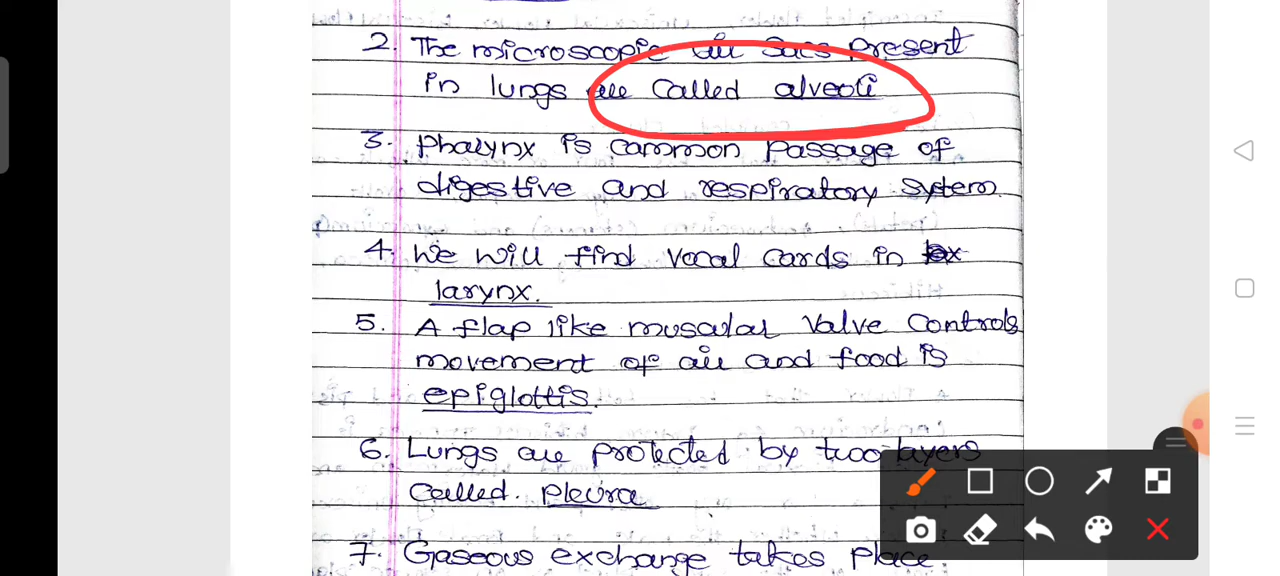 2. The microscopic air Sacs present
in lungs are Called alveoli
3. Phalynx is cammon passage of
digestive and respiratory system
4. We will find Vocal Cards in
larynx.
5. A flap like muscular Valve Controls
movement of air and food is
epiglottis.
6. Lungs are protected by two layers
Called. Pleura
7. Gaseous exchange takes place